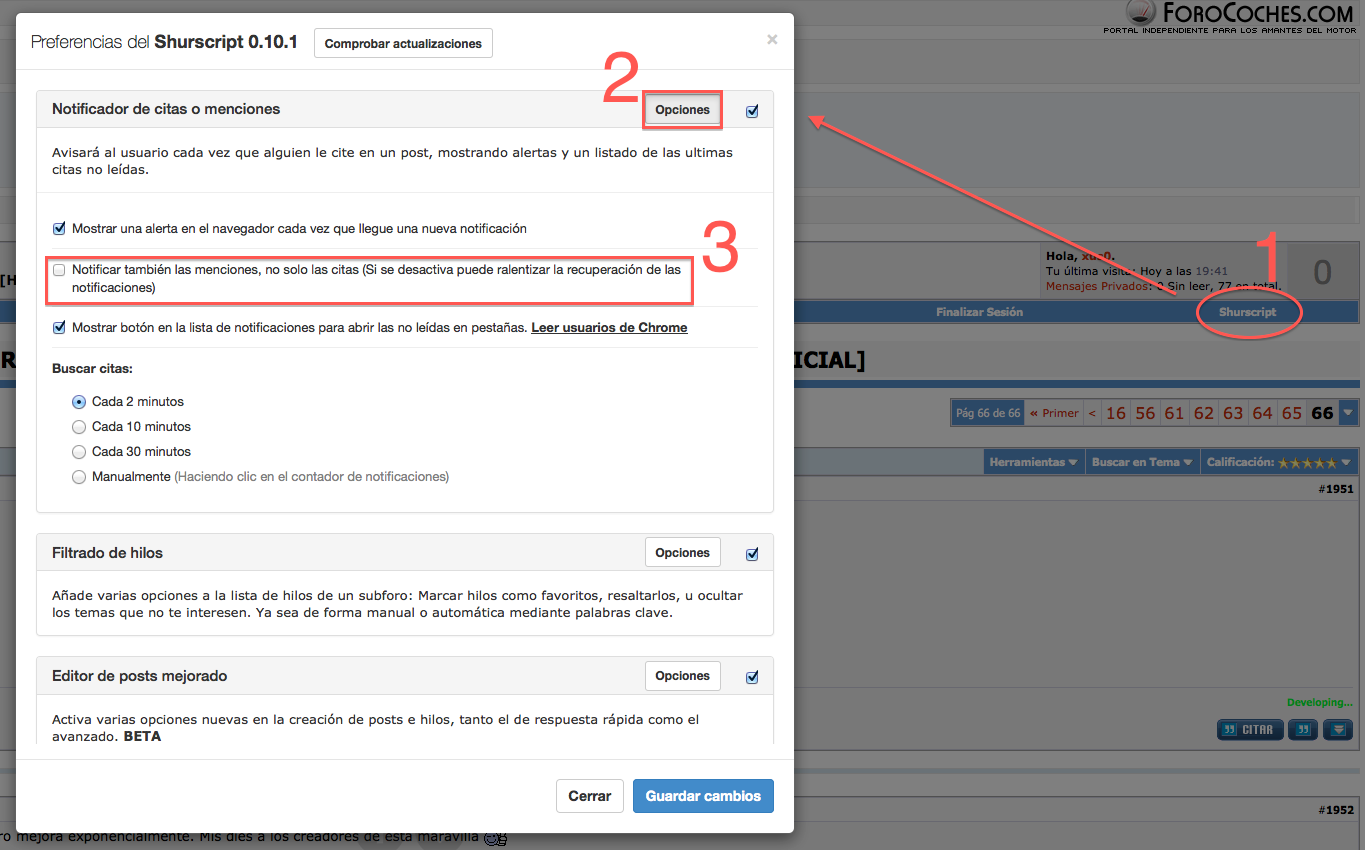 FOROCOCHES.COM
PORTAL INDEPENDIENTE PARA LOS AMANTES DEL MOTOR
Preferencias del Shurscript 0.10.1
Comprobar actualizaciones
×
2
Notificador de citas o menciones
Opciones
Avisará al usuario cada vez que alguien le cite en un post, mostrando alertas y un listado de las ultimas
citas no leídas.
Mostrar una alerta en el navegador cada vez que llegue una nueva notificación
3
Notificar también las menciones, no solo las citas (Si se desactiva puede ralentizar la recuperación de las
notificaciones)
Mostrar botón en la lista de notificaciones para abrir las no leídas en pestañas. Leer usuarios de Chrome
Buscar citas:
Cada 2 minutos
Cada 10 minutos
Cada 30 minutos
Manualmente (Haciendo clic en el contador de notificaciones)
Filtrado de hilos
Opciones
Añade varias opciones a la lista de hilos de un subforo: Marcar hilos como favoritos, resaltarlos, u ocultar
los temas que no te interesen. Ya sea de forma manual o automática mediante palabras clave.
Editor de posts mejorado
Opciones
Activa varias opciones nuevas en la creación de posts e hilos, tanto el de respuesta rápida como el
avanzado. BETA
Cerrar
Guardar cambios
1
Hola,
Tu última visita: Hoy a las 19:41
Mensajes Privados: 0 Sin leer, 77 en total.
0
[H
Finalizar Sesión
Shurscript
R
ICIAL]
Pág 66 de 66
« Primer
<
16
56
61
62
63
64
65
66
Herramientas
Buscar en Tema
Calificación:
#1951
Developing...
CITAR
#1952
ro mejora exponencialmente. Mis dies a los creadores de esta maravilla